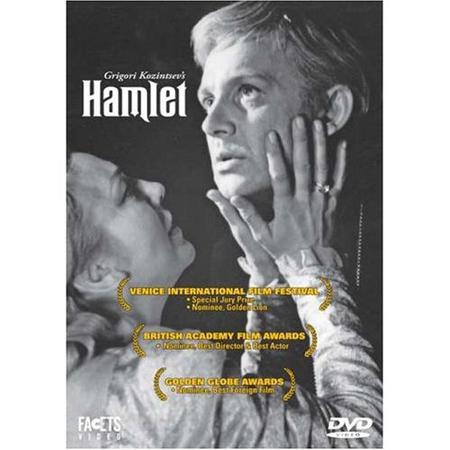 Grigori Kozintsev's
Hamlet
VENICE INTERNATIONAL FILM FESTIVAL
• Special Jury Prize
• Nominee, Golden Lion
BRITISH ACADEMY FILM AWARDS
• Nominee, Best Director & Best Actor
GOLDEN GLOBE AWARDS
• Nominee, Best Foreign Film
FACETS
VIDEO
DVD
VIDEO